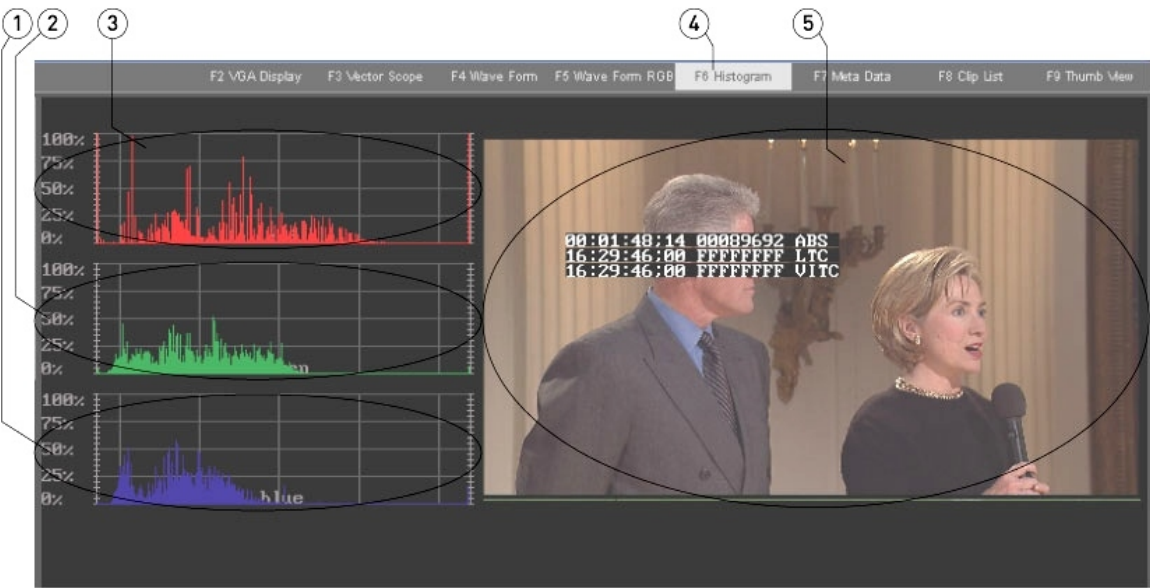 1 2 3 4 5
F2 VGA Display F3 Vector Scope F4 Wave Form F5 Wave Form RGB F6 Histogram F7 Meta Data F8 Clip List F9 Thumb View
100%
75%
50%
25%
0%
00:01:48;14 00089692 ABS
16:29:46;00 FFFFFFFF LTC
16:29:46;00 FFFFFFFF VITC
100%
75%
50%
25%
0%
100%
75%
50%
25%
0%
blue